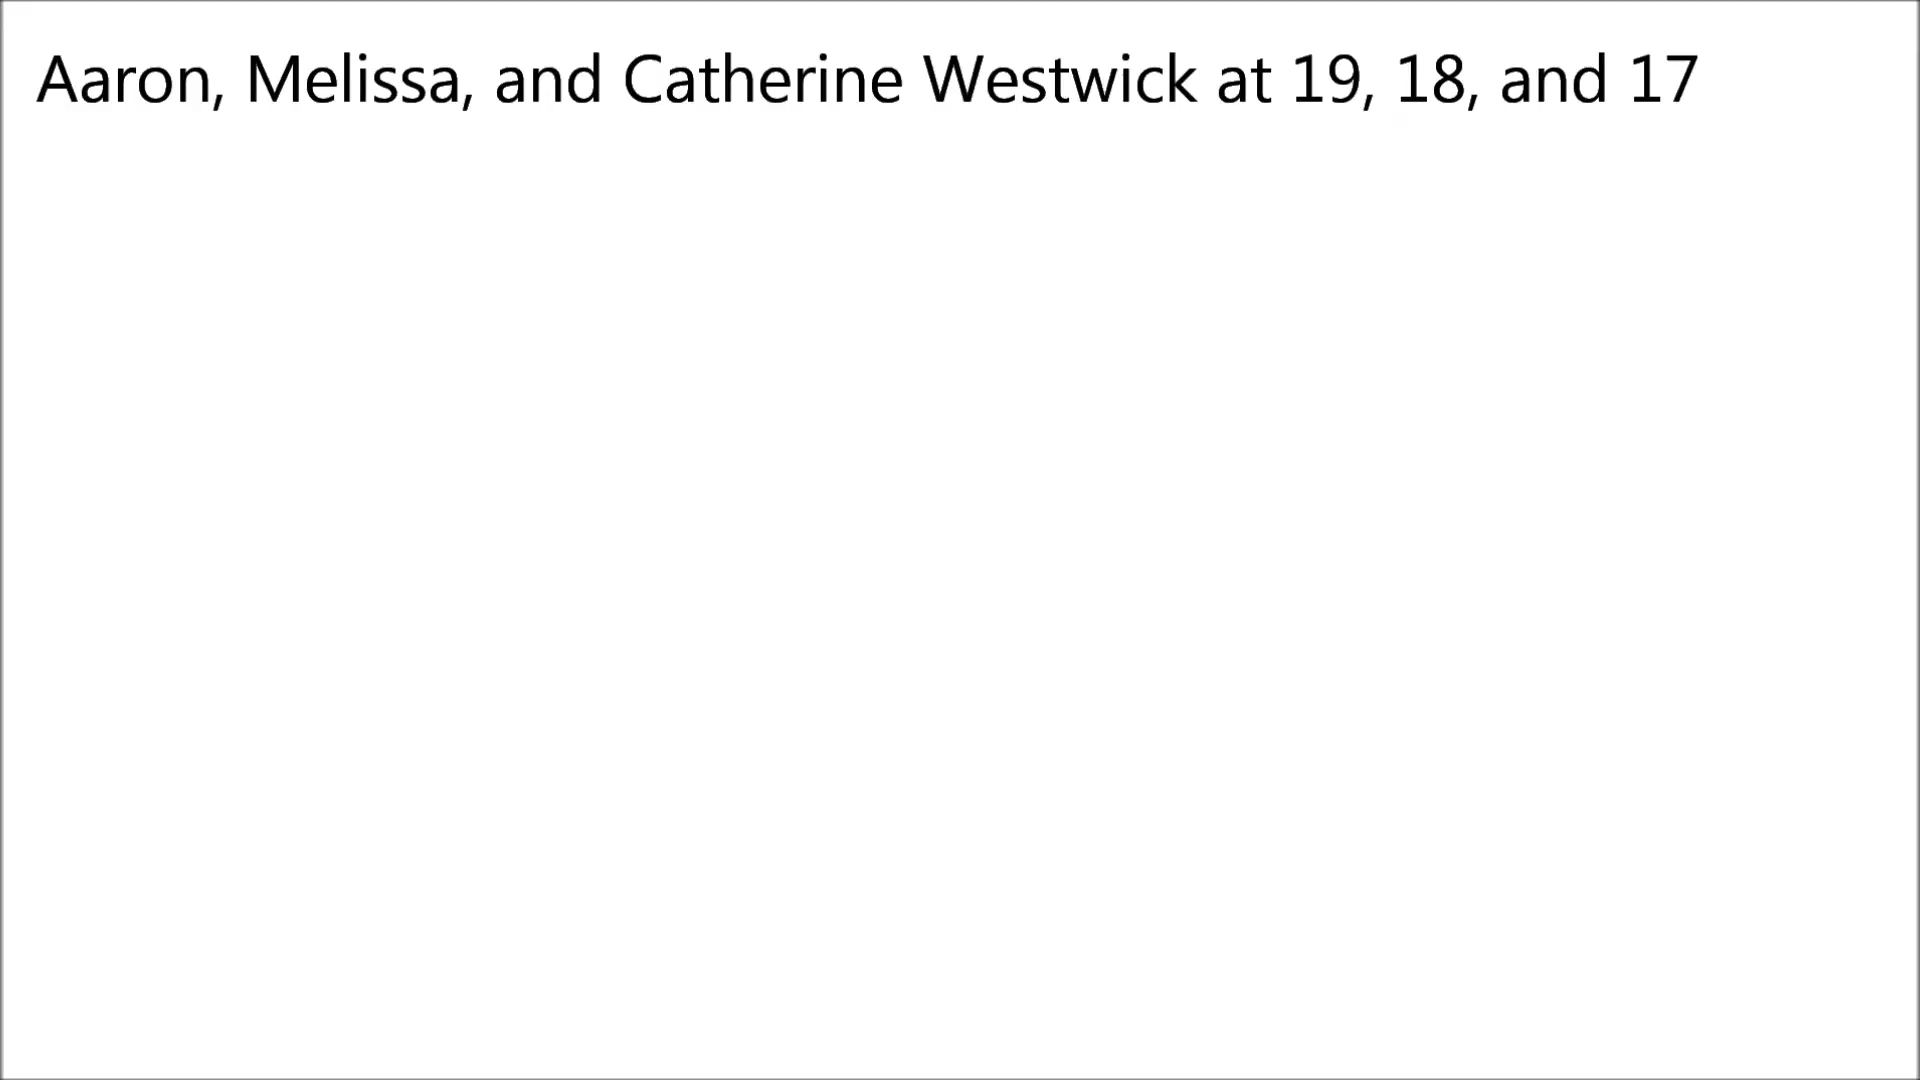 Aaron, Melissa, and Catherine Westwick at 19, 18, and 17